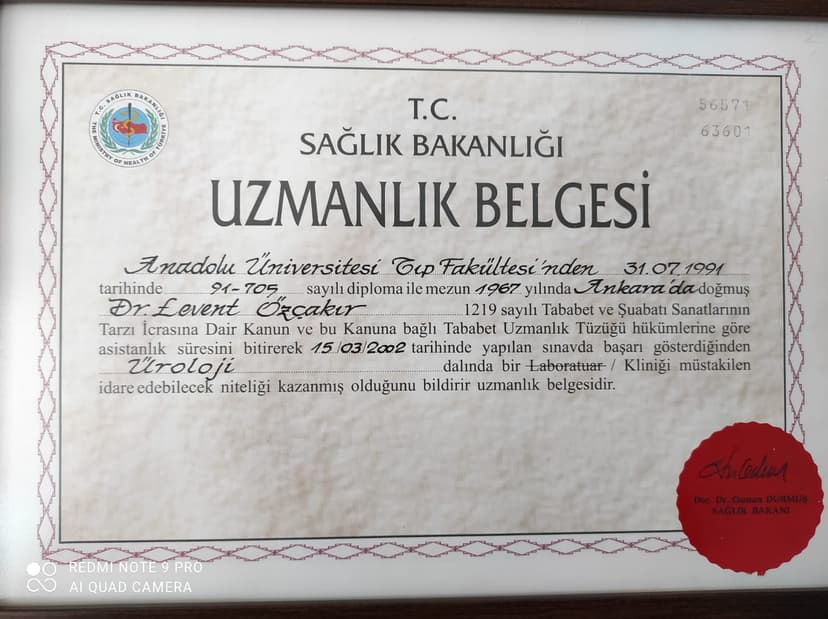 T.C. SAĞLIK BAKANLIĞI
THE MINISTRY OF HEALTH OF TÜRKİYE
T.C.
SAĞLIK BAKANLIĞI
UZMANLIK BELGESİ
56571
63601
Anadolu Üniversitesi Tıp Fakültesi'nden 31.07.1991
tarihinde 91-705 sayılı diploma ile mezun 1967 yılında Ankara'da doğmuş
Dr. Levent Özçakır 1219 sayılı Tababet ve Şuabatı Sanatlarının
Tarzı İcrasına Dair Kanun ve bu Kanuna bağlı Tababet Uzmanlık Tüzüğü hükümlerine göre
asistanlık süresini bitirerek 15/03/2002 tarihinde yapılan sınavda başarı gösterdiğinden
Üroloji dalında bir Laboratuar / Kliniği müstakilen
idare edebilecek niteliği kazanmış olduğunu bildirir uzmanlık belgesidir.
Doç. Dr. Osman DURMUŞ
SAĞLIK BAKANI
REDMI NOTE 9 PRO
AI QUAD CAMERA